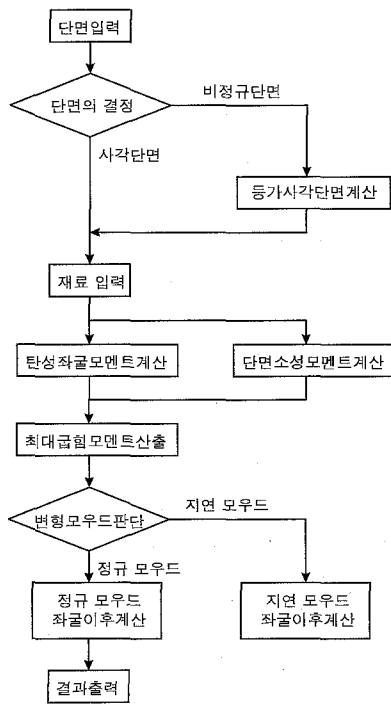 단면입력
단면의 결정
비정규단면
사각단면
등가사각단면계산
재료 입력
탄성좌굴모멘트계산
단면소성모멘트계산
최대굽힘모멘트산출
변형모우드판단
지연 모우드
정규 모우드
정규 모우드
좌굴이후계산
지연 모우드
좌굴이후계산
결과출력